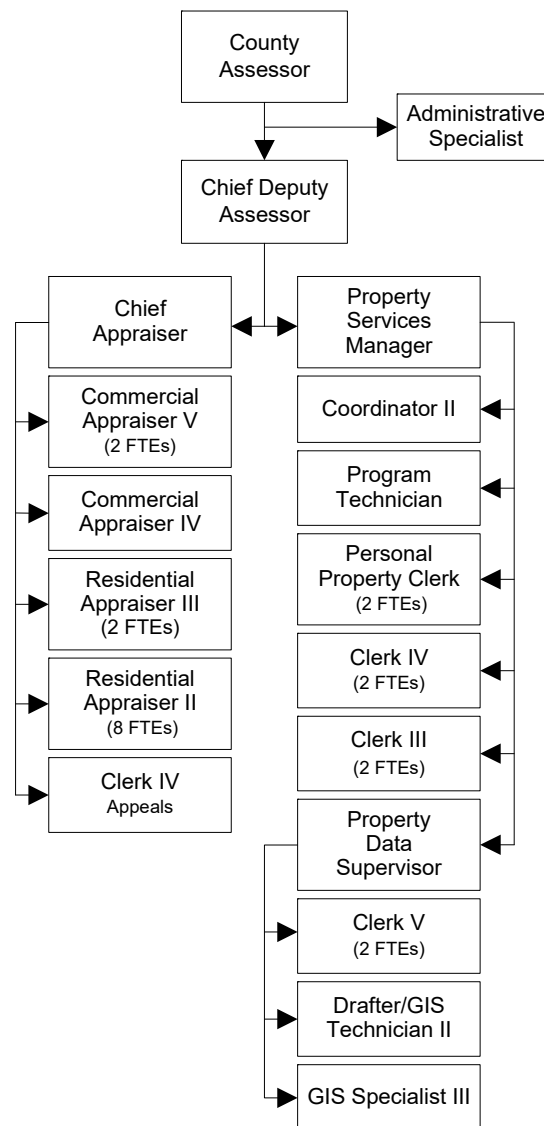 County
Assessor
Administrative
Specialist
Chief Deputy
Assessor
Chief
Appraiser
Commercial
Appraiser V
(2 FTEs)
Commercial
Appraiser IV
Residential
Appraiser III
(2 FTEs)
Residential
Appraiser II
(8 FTEs)
Clerk IV
Appeals
Property
Services
Manager
Coordinator II
Program
Technician
Personal
Property Clerk
(2 FTEs)
Clerk IV
(2 FTEs)
Clerk III
(2 FTEs)
Property
Data
Supervisor
Clerk V
(2 FTEs)
Drafter/GIS
Technician II
GIS Specialist III